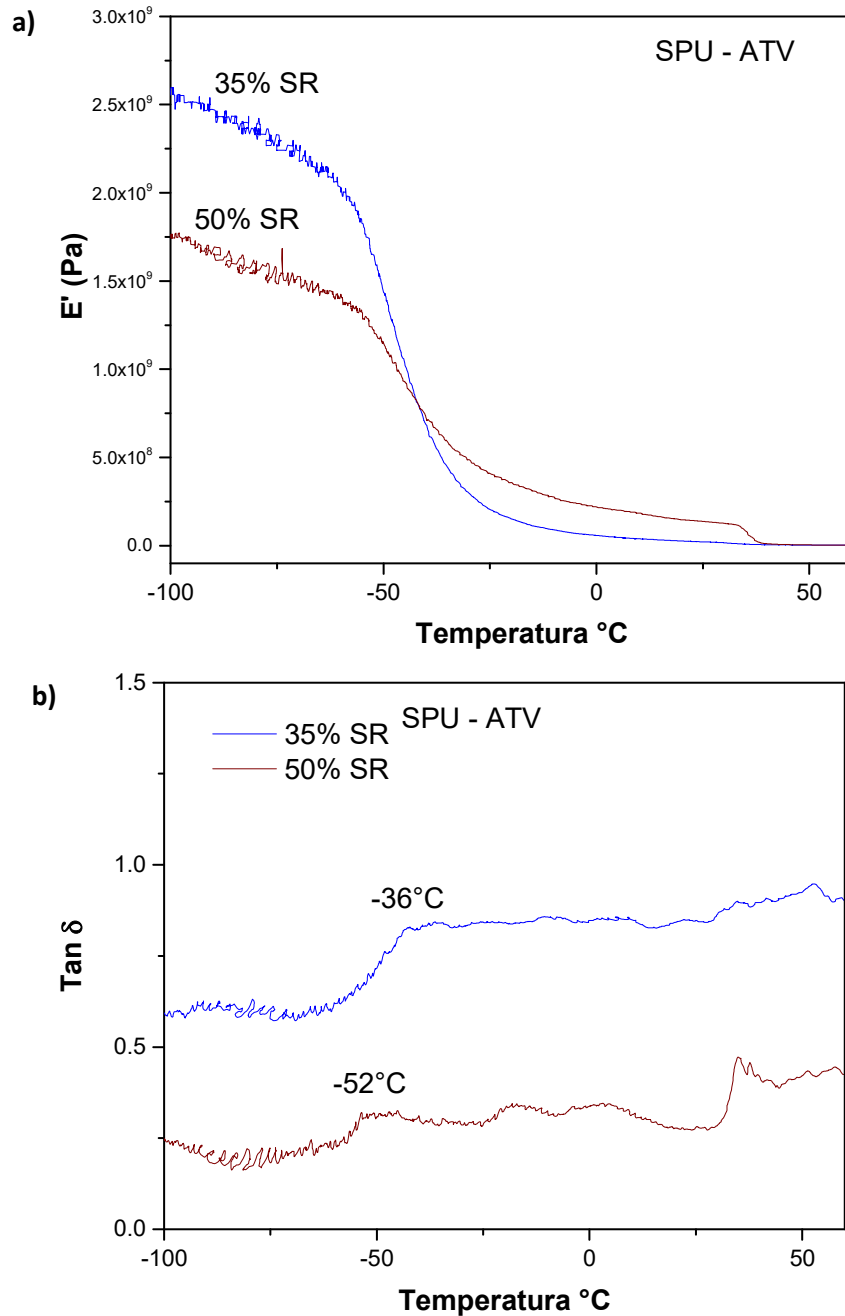 a)
SPU - ATV
35% SR
50% SR
3.0x10⁹
2.5x10⁹
2.0x10⁹
1.5x10⁹
1.0x10⁹
5.0x10⁸
0.0
E' (Pa)
-100
-50
0
50
Temperatura °C
b)
SPU - ATV
35% SR
50% SR
-36°C
-52°C
1.5
1.0
0.5
0.0
Tan δ
-100
-50
0
50
Temperatura °C